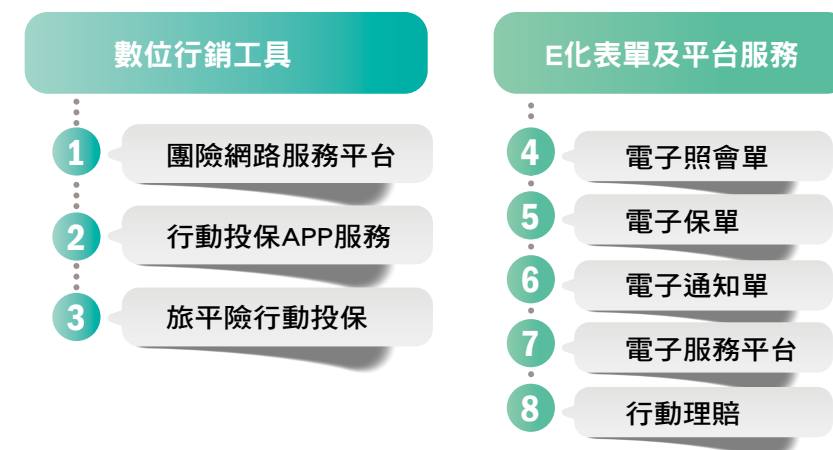 數位行銷工具
1 團險網路服務平台
2 行動投保APP服務
3 旅平險行動投保
E化表單及平台服務
4 電子照會單
5 電子保單
6 電子通知單
7 電子服務平台
8 行動理賠